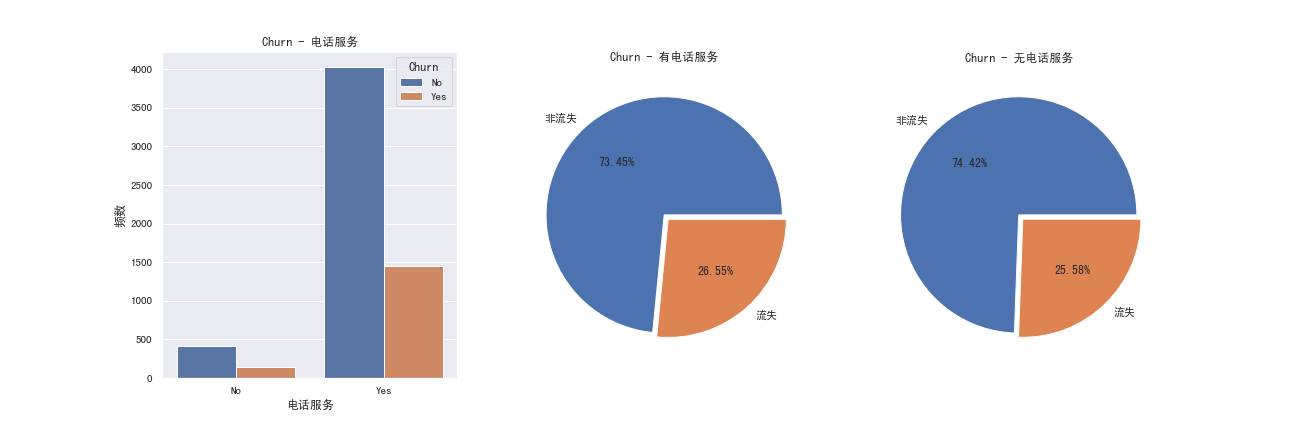 Churn - 电话服务
Churn
No
Yes
4000
3500
3000
2500
2000
1500
1000
500
0
频数
No
Yes
电话服务
Churn - 有电话服务
非流失
73.45%
26.55%
流失
Churn - 无电话服务
非流失
74.42%
25.58%
流失